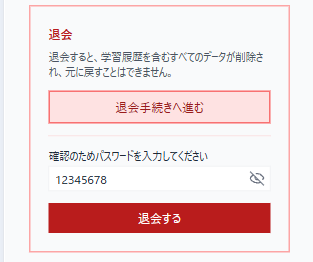 退会
退会すると、学習履歴を含むすべてのデータが削除さ
れ、元に戻すことはできません。
退会手続きへ進む
確認のためパスワードを入力してください
12345678
退会する